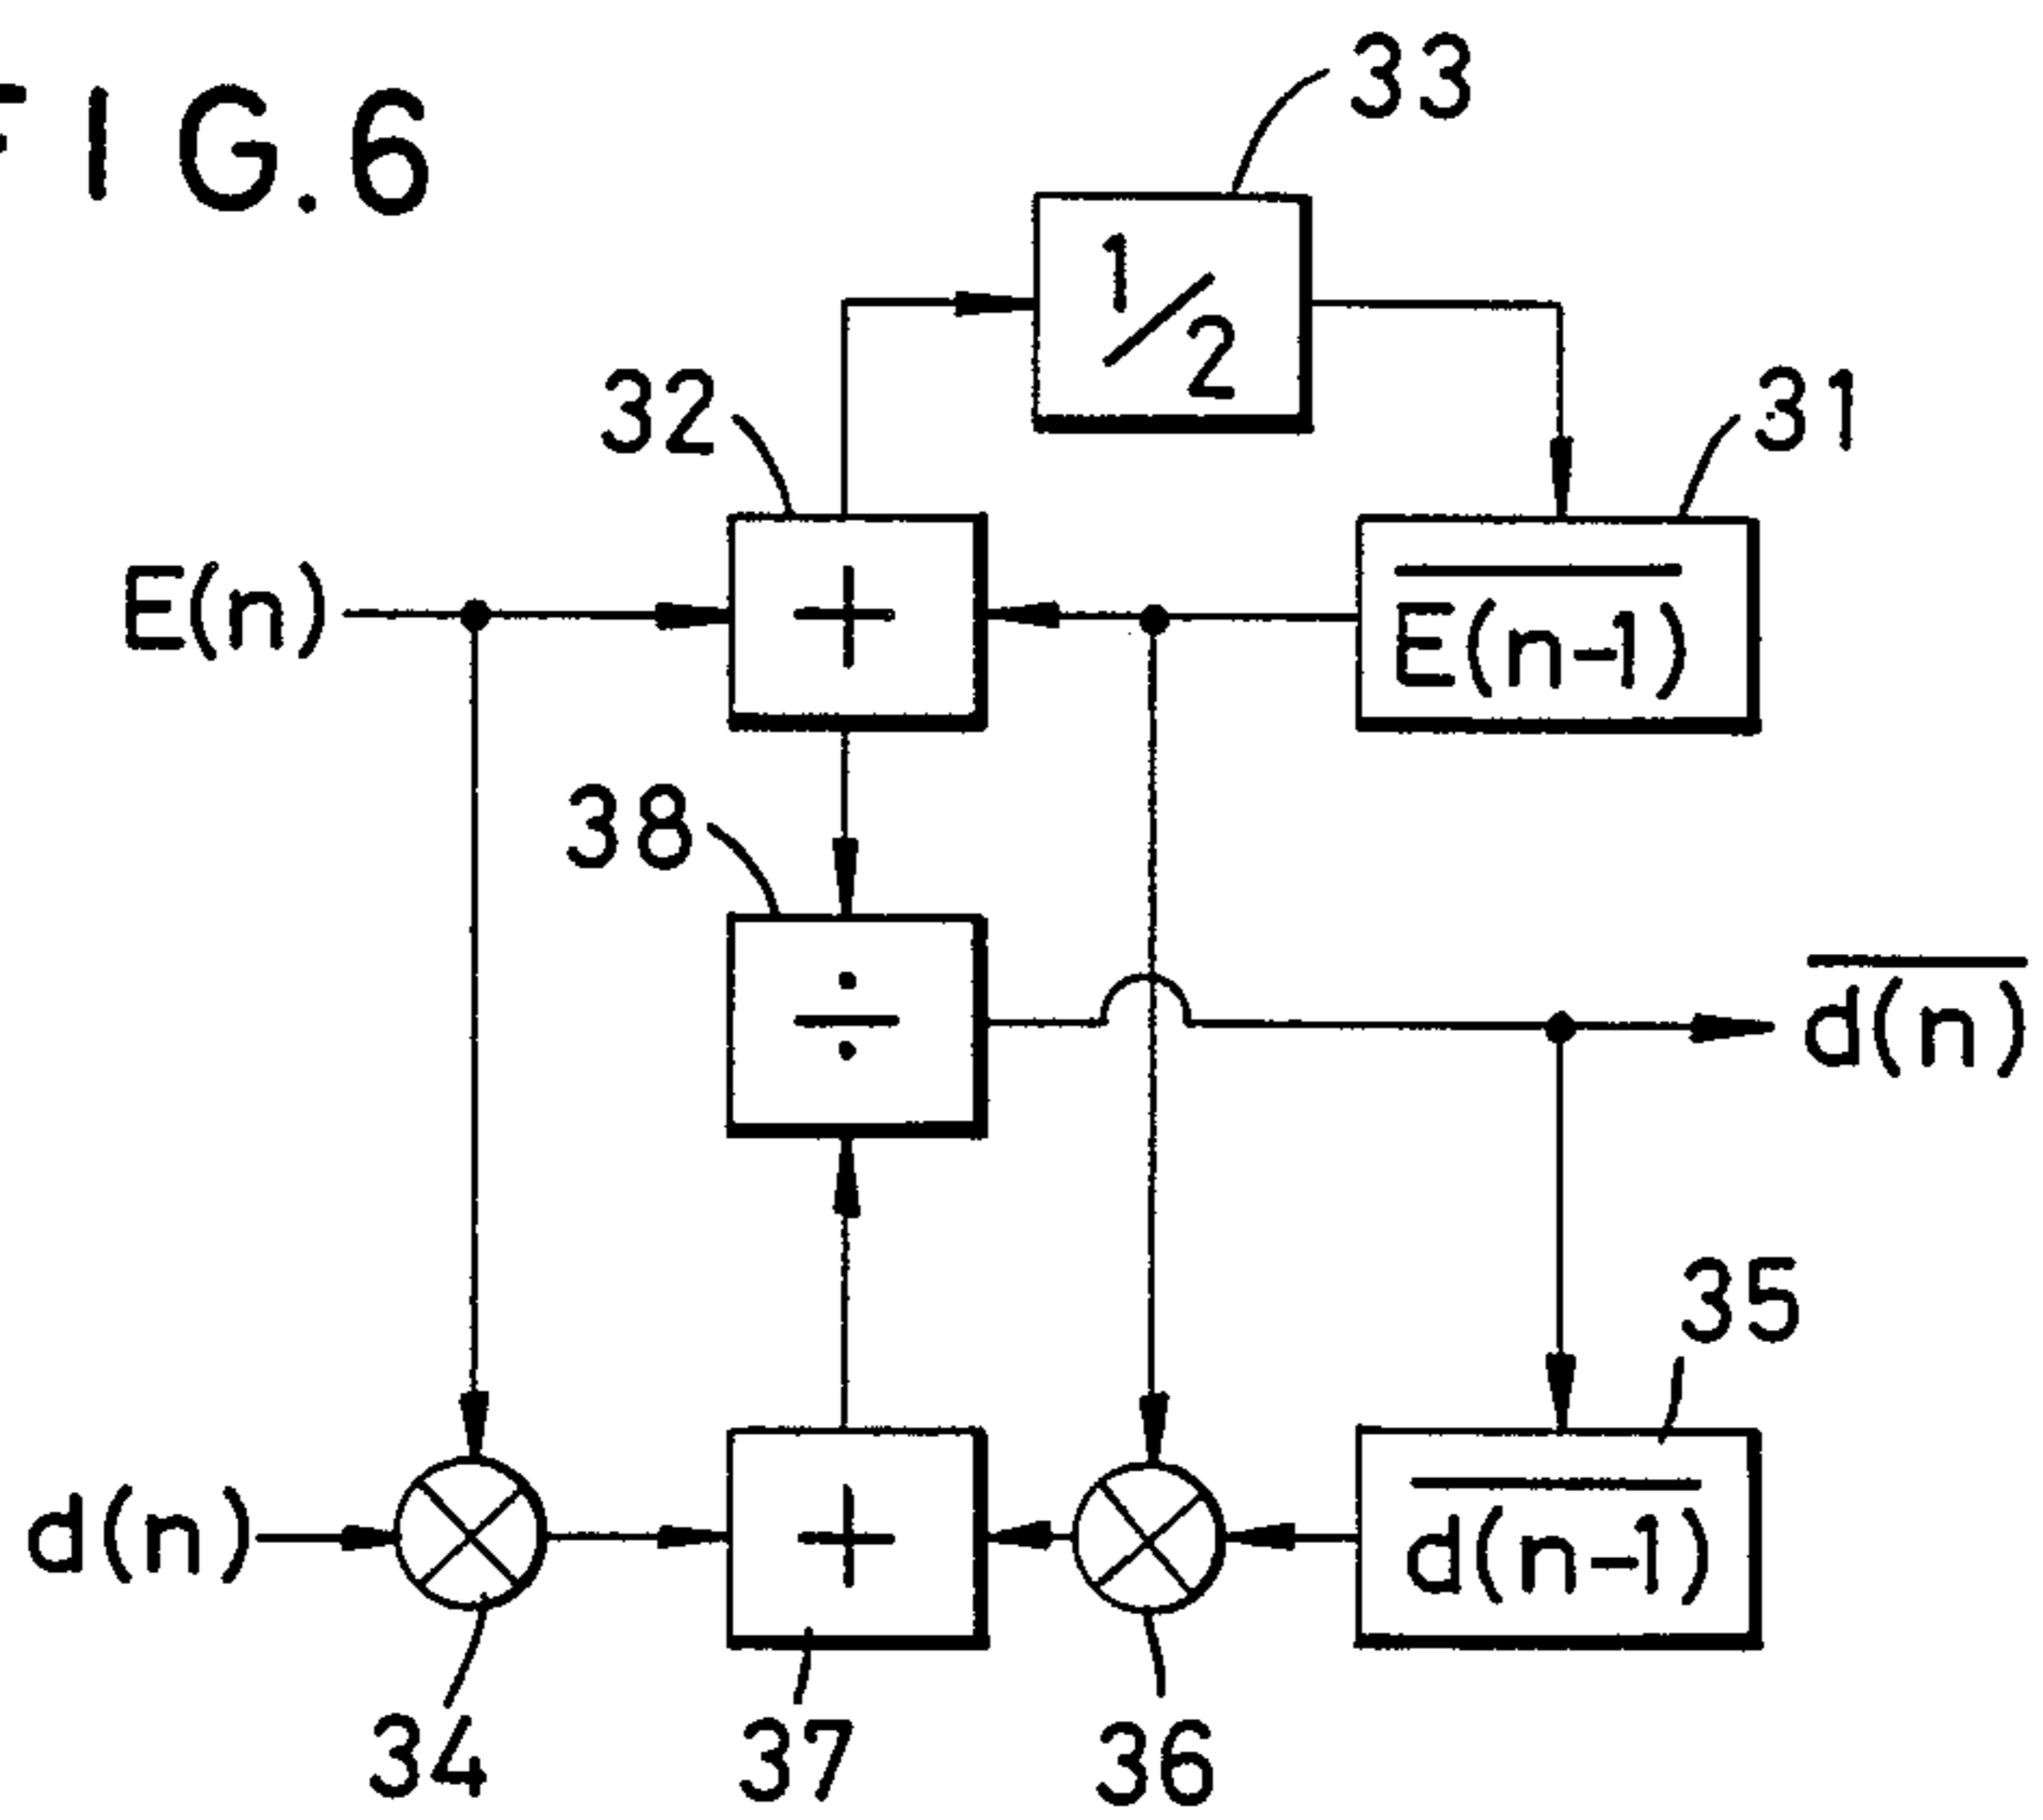 FIG.6
33
1/2
32
31
E(n)
+
E(n-1)
38
÷
d(n)
35
d(n)
+
d(n-1)
34
37
36